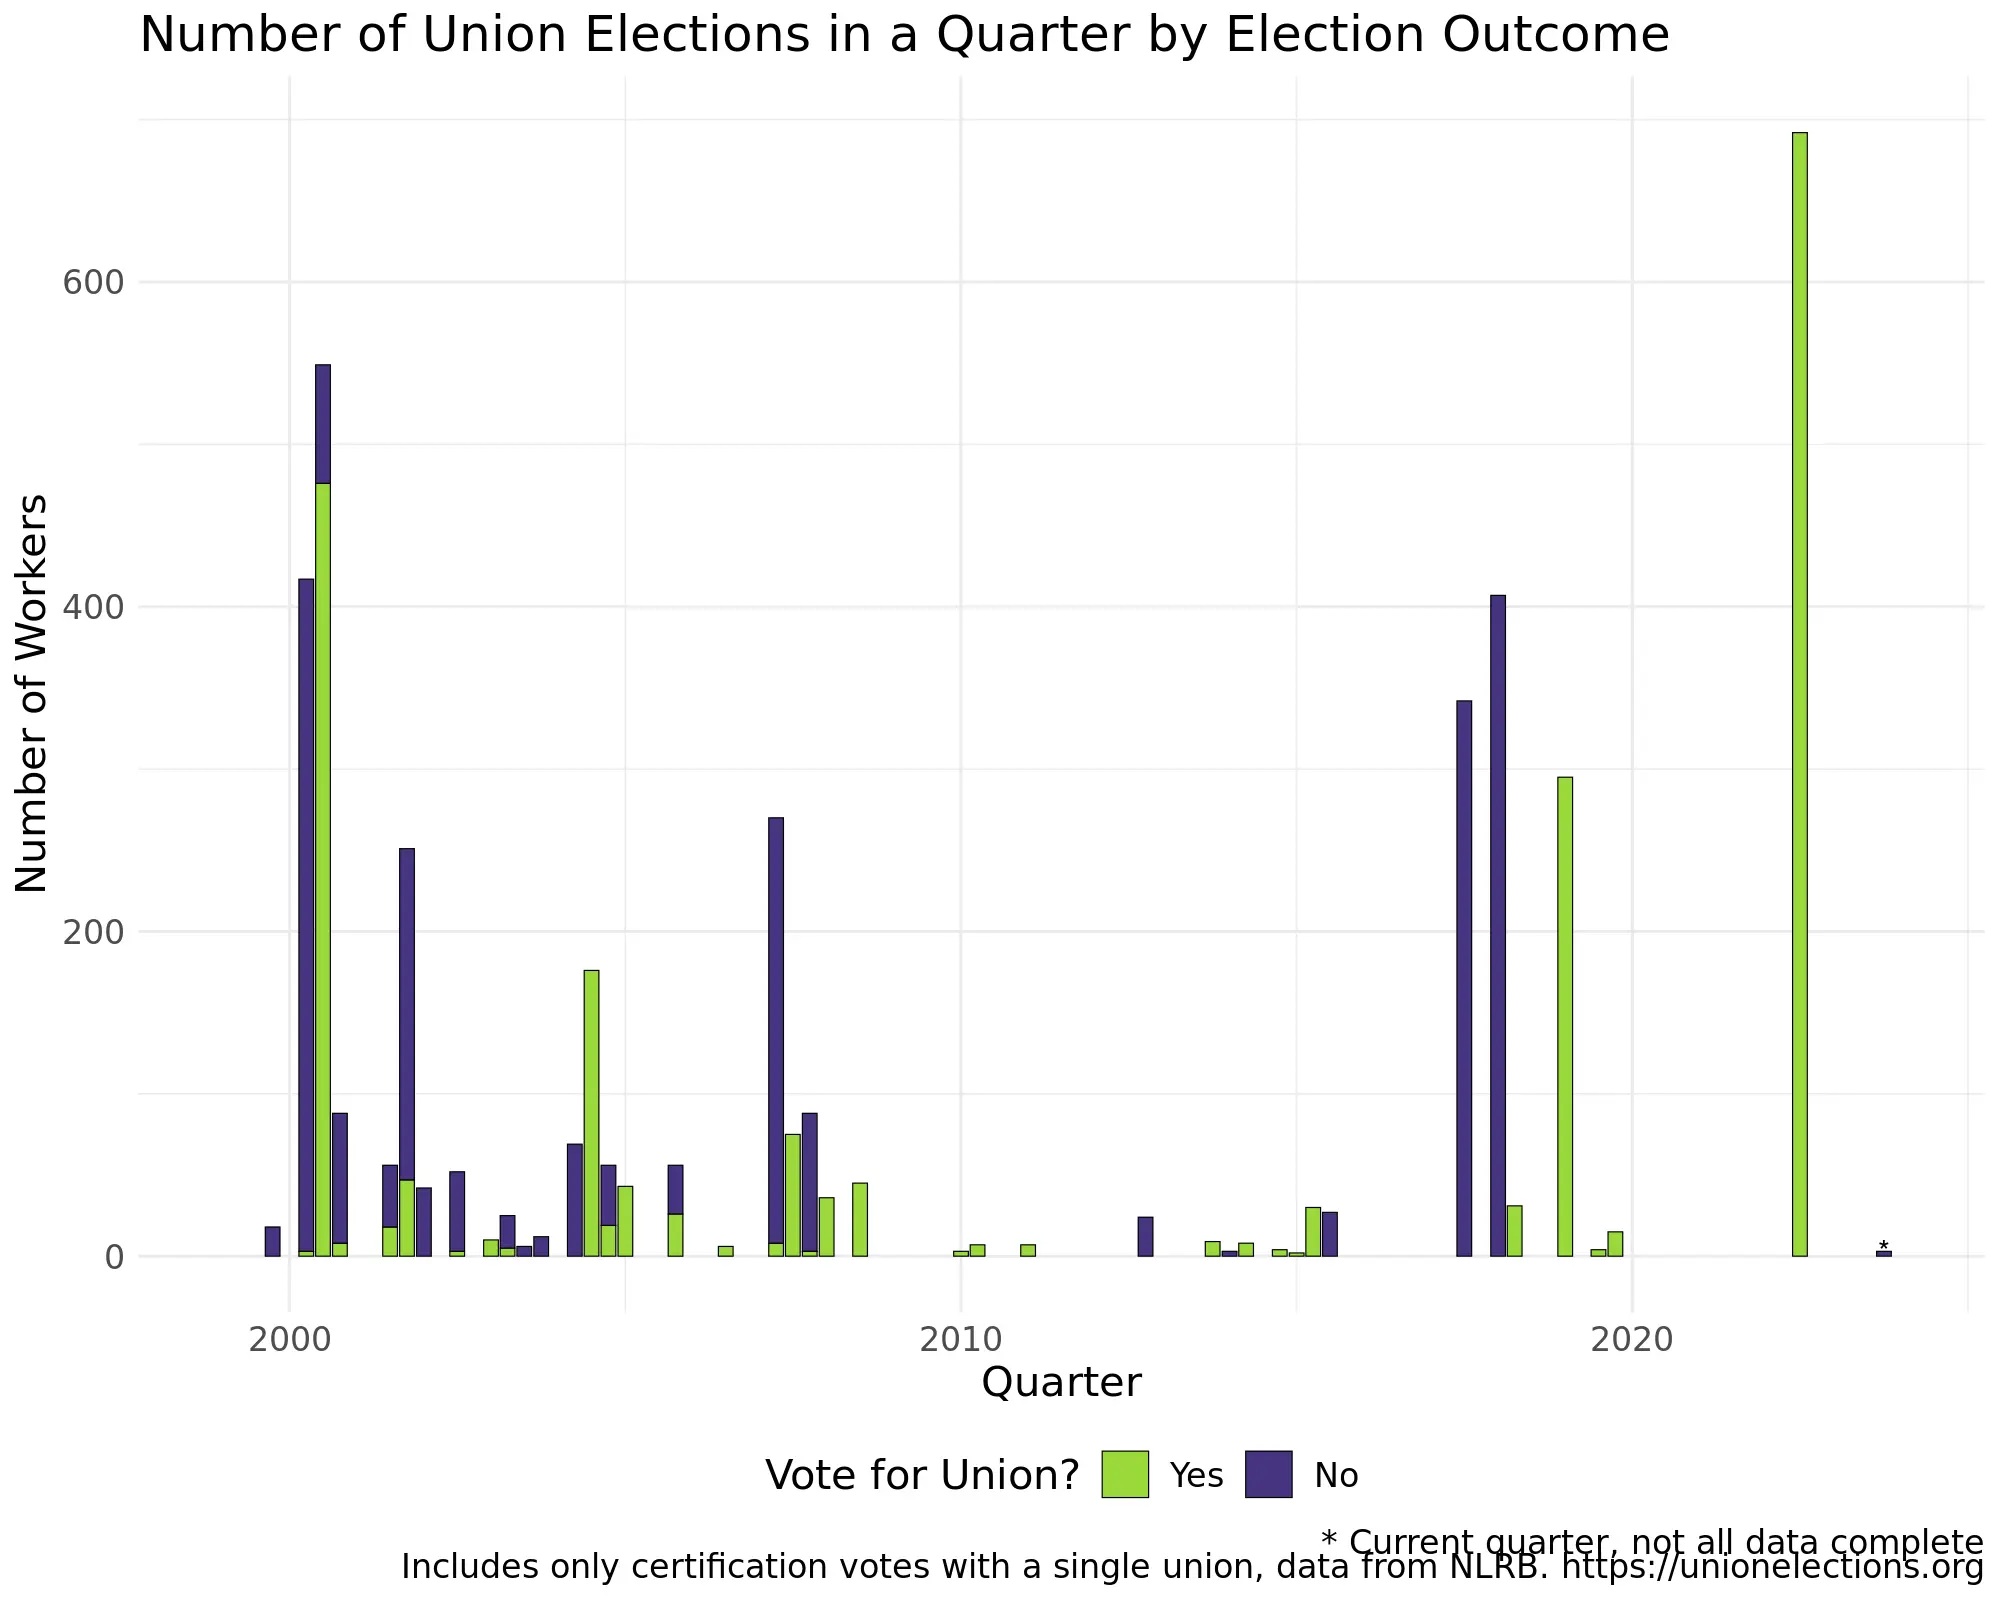 Number of Union Elections in a Quarter by Election Outcome
Number of Workers
600
400
200
0
*
2000 2010 2020
Quarter
Vote for Union? Yes No
* Current quarter, not all data complete
Includes only certification votes with a single union, data from NLRB. https://unionelections.org